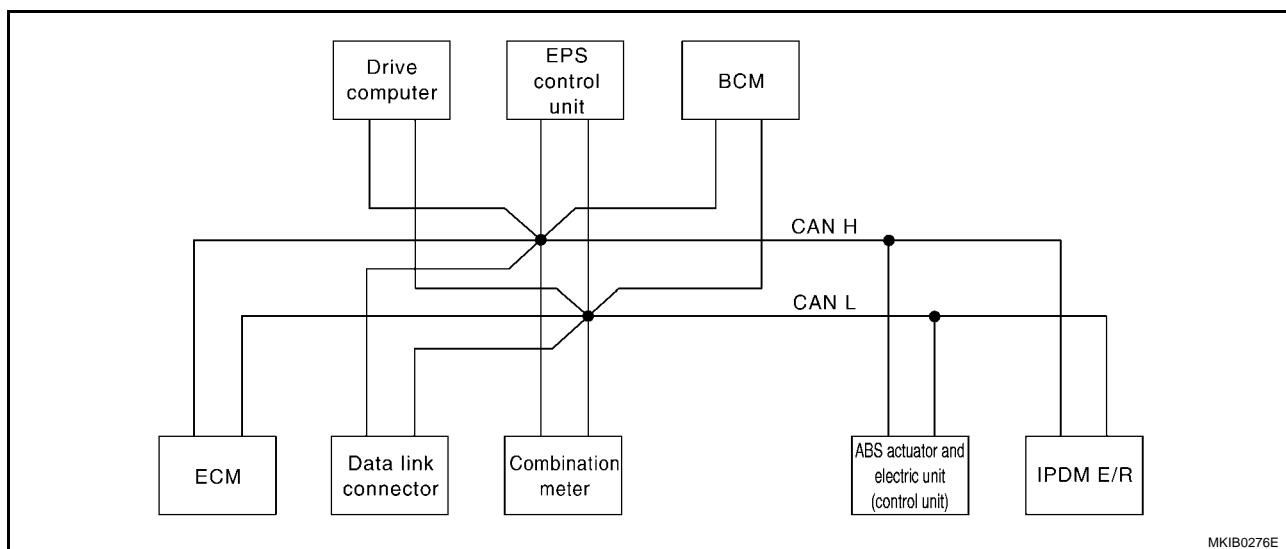 Drive
computer
EPS
control
unit
BCM
CAN H
CAN L
ECM
Data link
connector
Combination
meter
ABS actuator and
electric unit
(control unit)
IPDM E/R
MKIB0276E